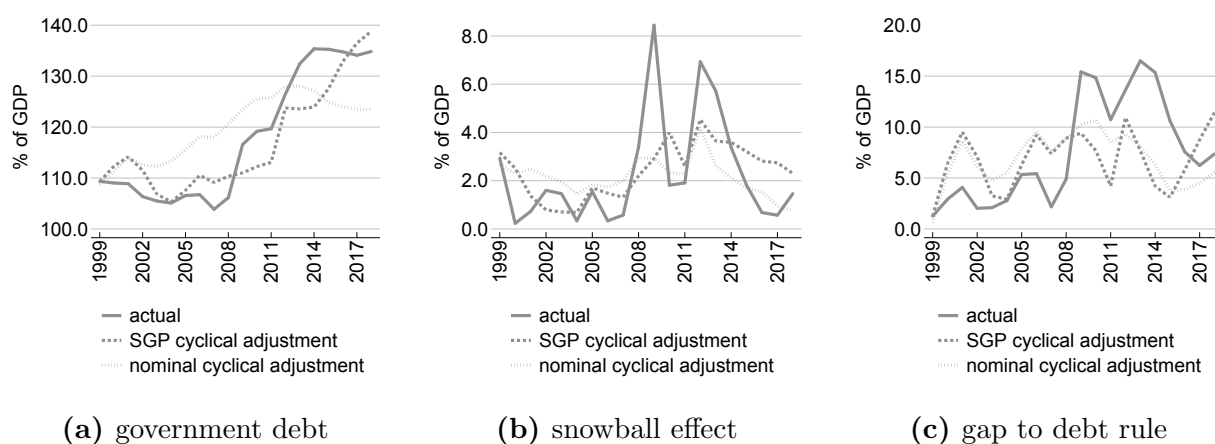 % of GDP
140.0
130.0
120.0
110.0
100.0
1999
2002
2005
2008
2011
2014
2017
actual
SGP cyclical adjustment
nominal cyclical adjustment
(a) government debt
% of GDP
8.0
6.0
4.0
2.0
0.0
1999
2002
2005
2008
2011
2014
2017
actual
SGP cyclical adjustment
nominal cyclical adjustment
(b) snowball effect
% of GDP
20.0
15.0
10.0
5.0
0.0
1999
2002
2005
2008
2011
2014
2017
actual
SGP cyclical adjustment
nominal cyclical adjustment
(c) gap to debt rule